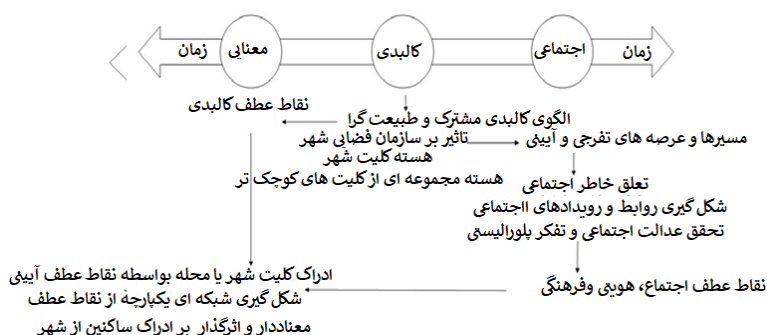 زمان
اجتماعی
کالبدی
معنایی
زمان
نقاط عطف کالبدی
الگوی کالبدی مشترک و طبیعت گرا
تاثیر بر سازمان فضایی شهر
هسته کلیت شهر
هسته مجموعه ای از کلیت های کوچک تر
مسیرها و عرصه های تفرجی و آیینی
تعلق خاطر اجتماعی
شکل گیری روابط و رویدادهای ااجتماعی
تحقق عدالت اجتماعی و تفکر پلورالیستی
نقاط عطف اجتماع، هویتی وفرهنگی
ادراک کلیت شهر یا محله بواسطه نقاط عطف آیینی
شکل گیری شبکه ای یکپارچه از نقاط عطف
معناددار و اثرگذار بر ادراک ساکنین از شهر